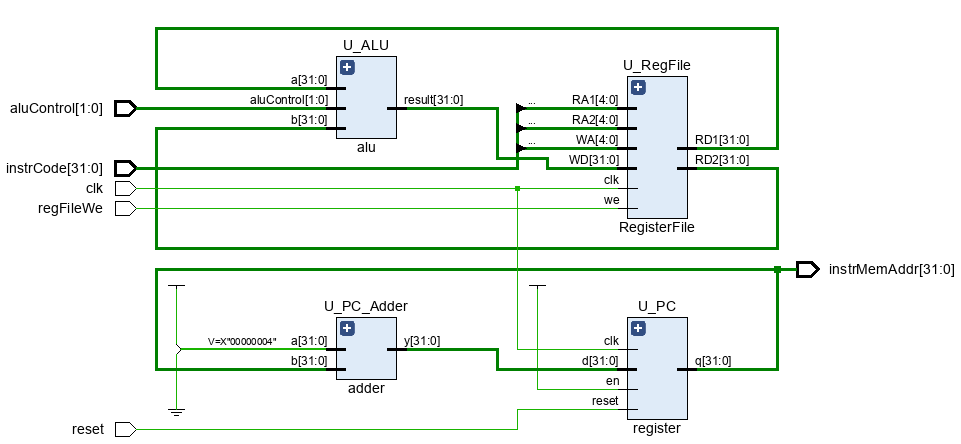 U_ALU
a[31:0]
aluControl[1:0]
aluControl[1:0]
result[31:0]
b[31:0]
alu
U_RegFile
... RA1[4:0]
... RA2[4:0]
... WA[4:0]
RD1[31:0]
WD[31:0]
RD2[31:0]
instrCode[31:0]
clk
clk
regFileWe
we
RegisterFile
instrMemAddr[31:0]
U_PC_Adder
V=X"00000004"
a[31:0]
y[31:0]
b[31:0]
adder
U_PC
clk
d[31:0]
q[31:0]
en
reset
reset
register